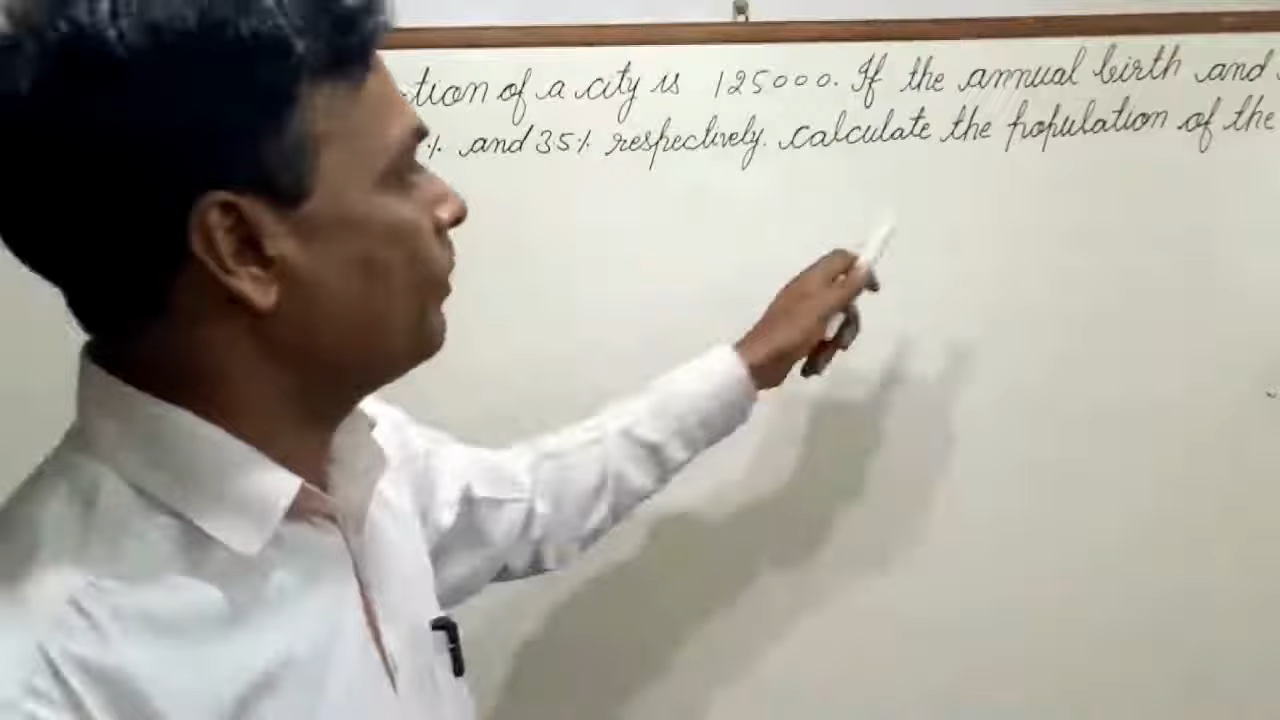 tion of a city is 125000. If the annual birth and
% and 35% respectively. calculate the population of the